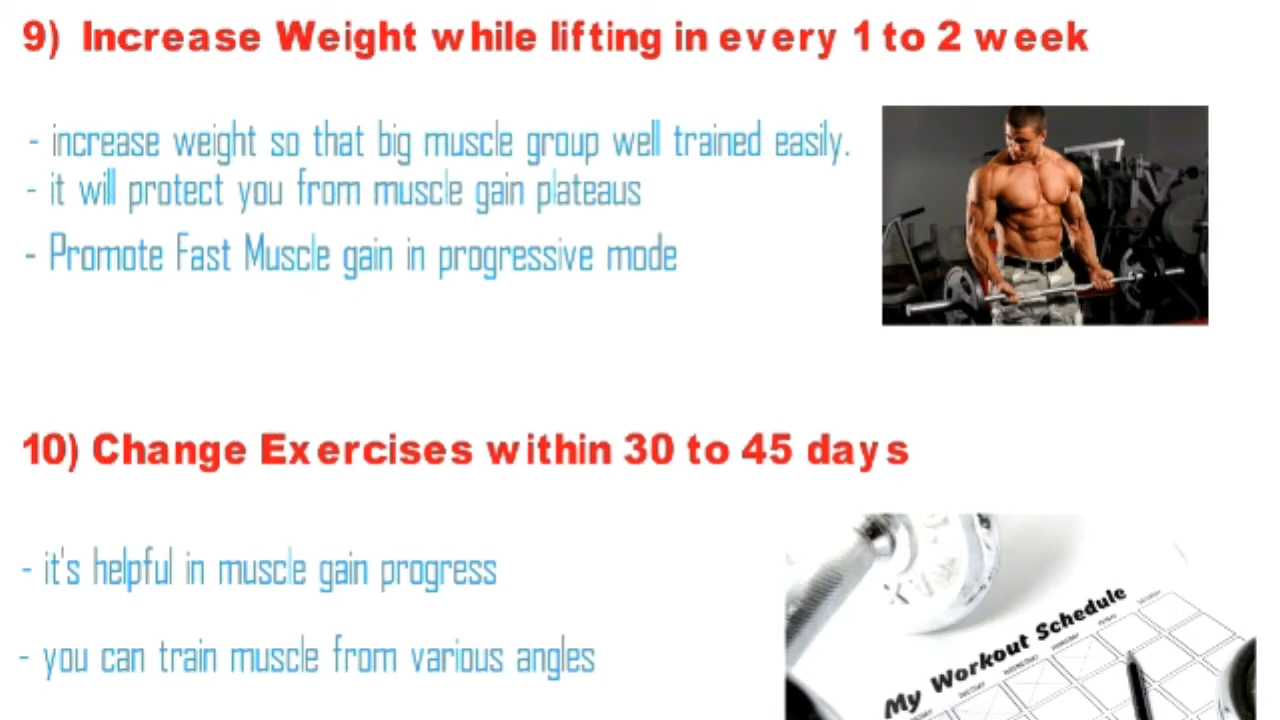 9) Increase Weight while lifting in every 1 to 2 week
- increase weight so that big muscle group well trained easily.
- it will protect you from muscle gain plateaus
- Promote Fast Muscle gain in progressive mode
10) Change Exercises within 30 to 45 days
- it's helpful in muscle gain progress
- you can train muscle from various angles
My Workout Schedule